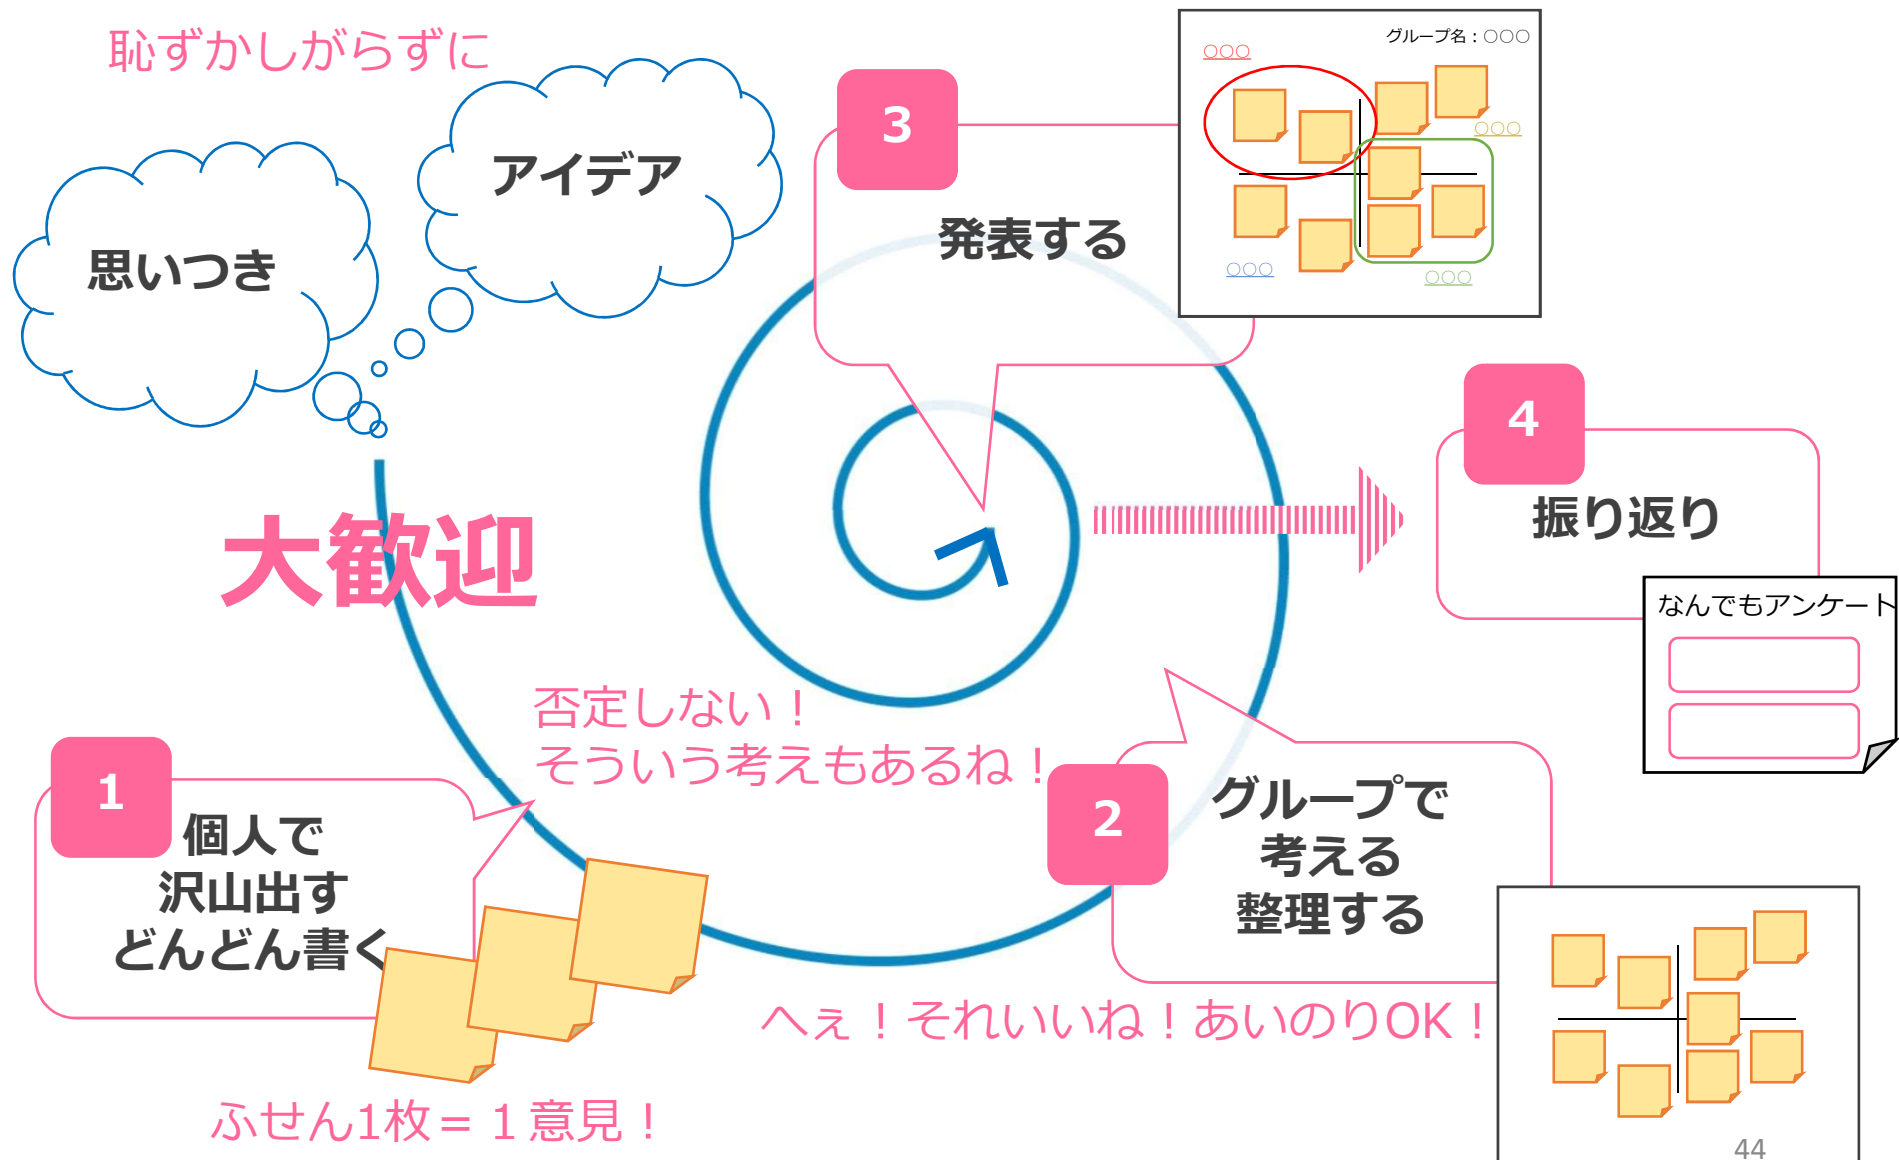 恥ずかしがらずに
アイデア
思いつき
大歓迎
3
発表する
グループ名：○○○
○○○
○○○
○○○
○○○
4
振り返り
なんでもアンケート
否定しない！
そういう考えもあるね！
1
個人で
沢山出す
どんどん書く
ふせん1枚＝１意見！
2
グループで
考える
整理する
へぇ！それいいね！あいのりOK！
44